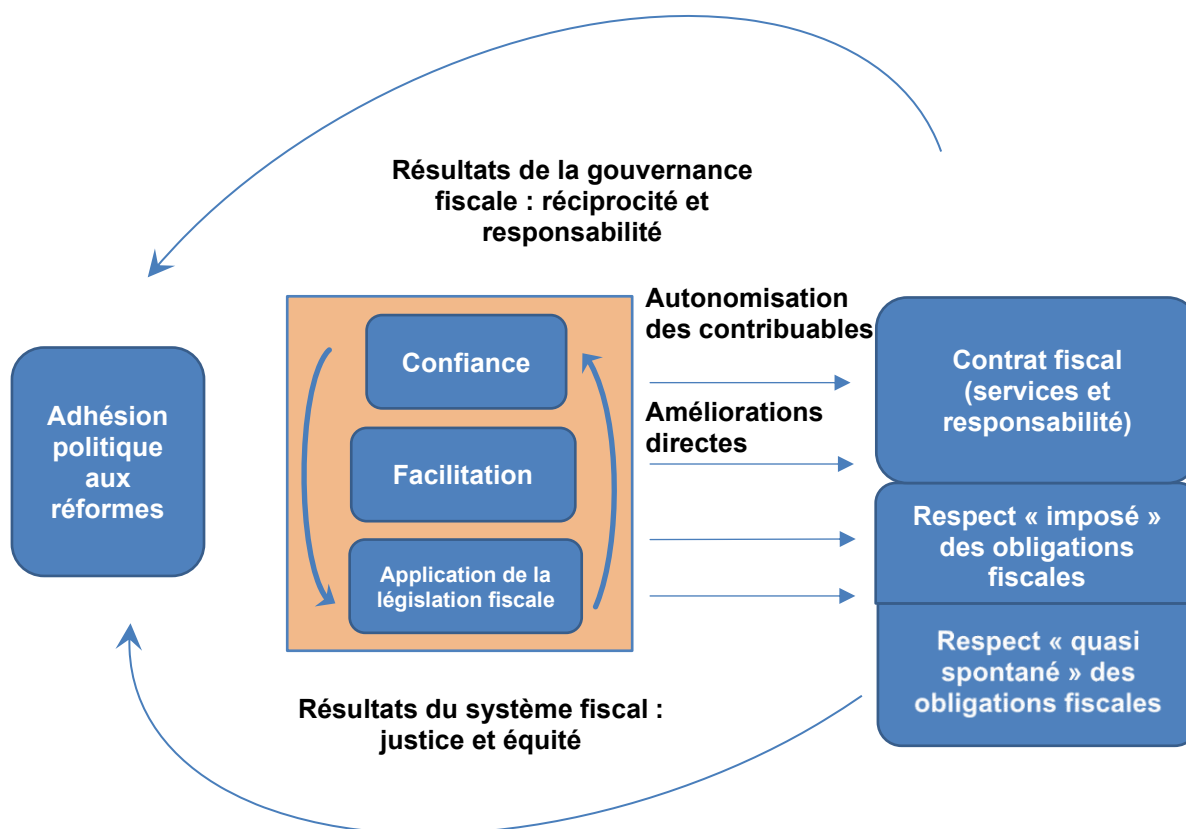 Résultats de la gouvernance
fiscale : réciprocité et
responsabilité
Adhésion
politique
aux
réformes
Confiance
Facilitation
Application de la
législation fiscale
Autonomisation
des contribuables
Améliorations
directes
Contrat fiscal
(services et
responsabilité)
Respect « imposé »
des obligations
fiscales
Respect « quasi
spontané » des
obligations fiscales
Résultats du système fiscal :
justice et équité